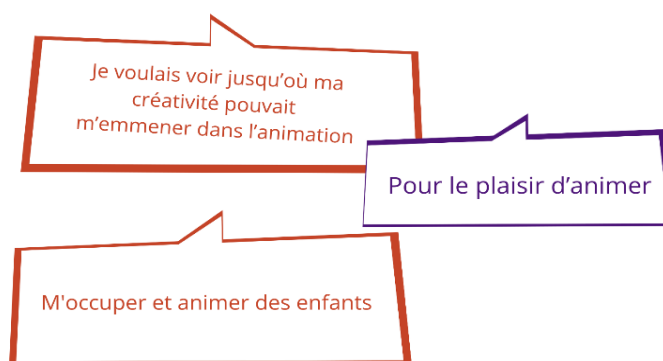 Je voulais voir jusqu’où ma
créativité pouvait
m’emmener dans l’animation
Pour le plaisir d’animer
M'occuper et animer des enfants